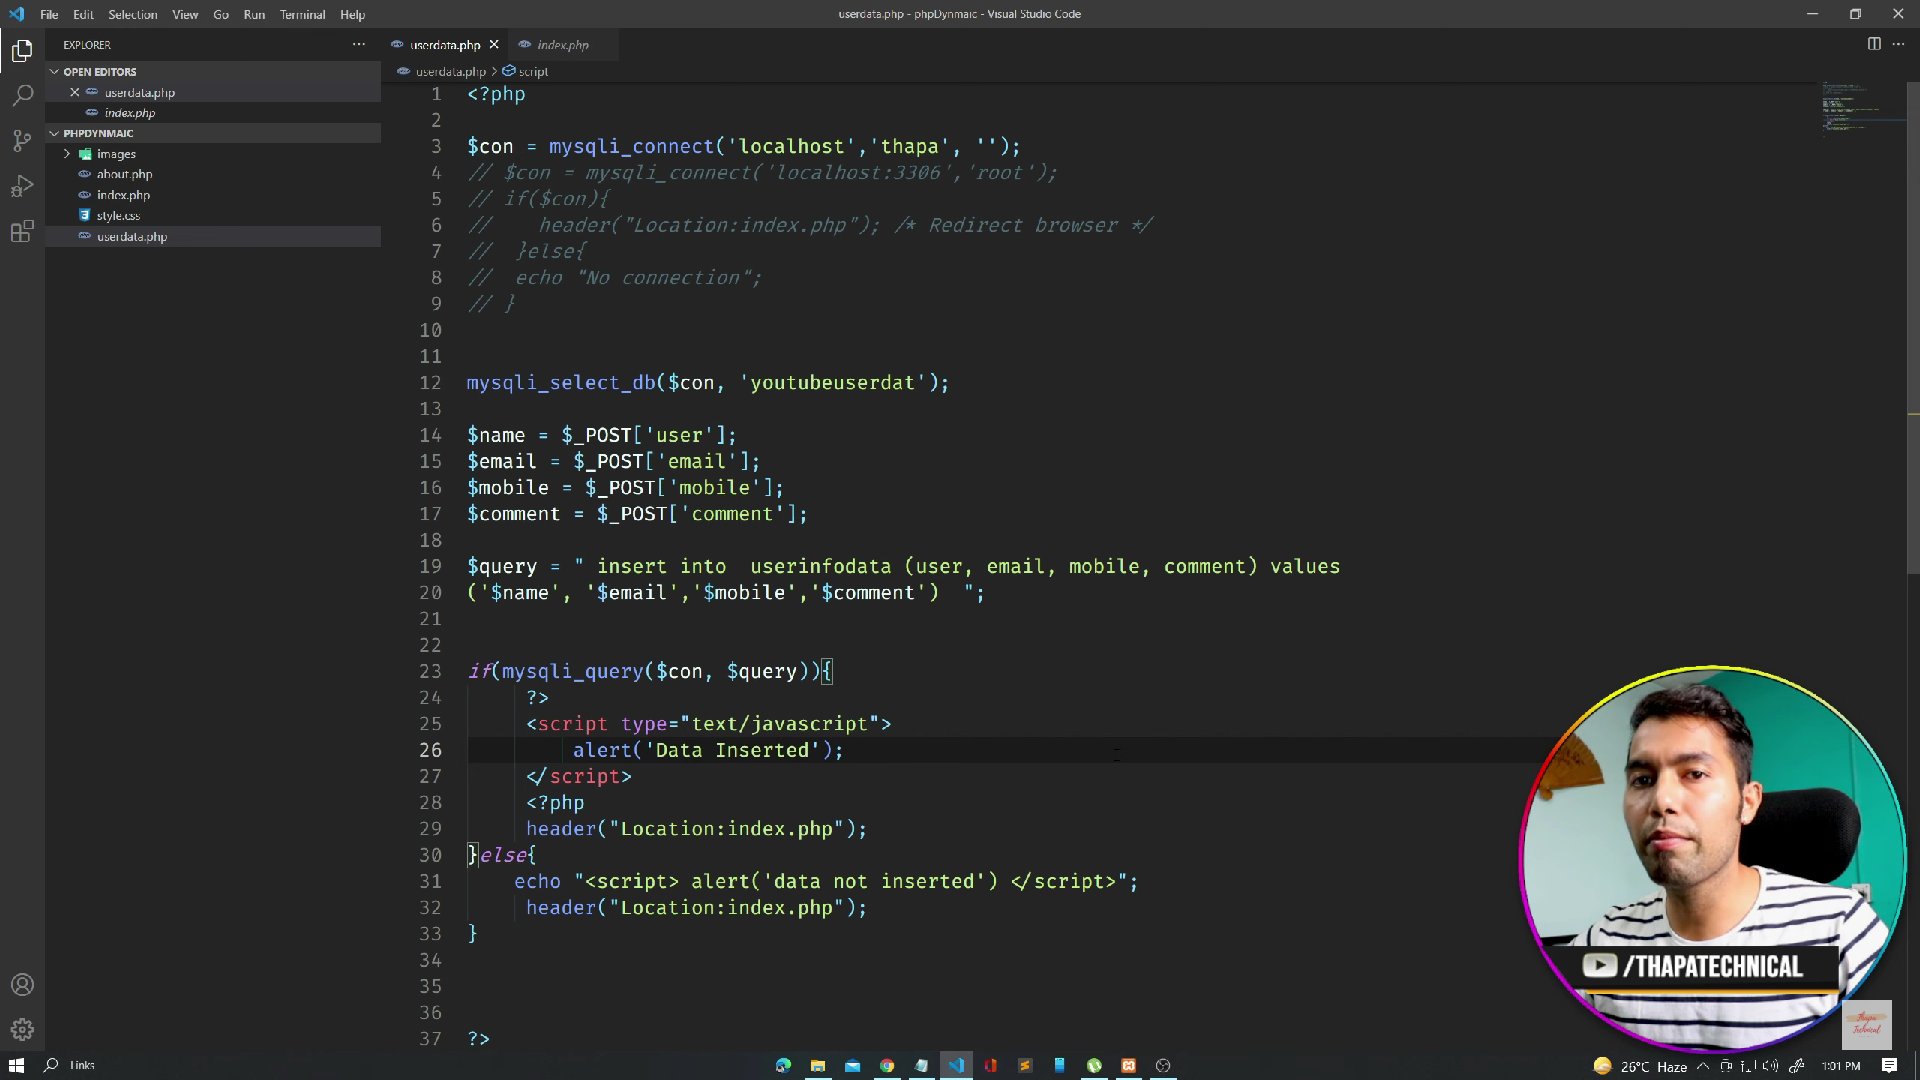 File Edit Selection View Go Run Terminal Help
userdata.php - phpDynmaic - Visual Studio Code
EXPLORER
OPEN EDITORS
userdata.php
index.php
PHPDYNMAIC
images
about.php
index.php
style.css
userdata.php
userdata.php index.php
userdata.php > script
1 <?php
2
3 $con = mysqli_connect('localhost','thapa', '');
4 // $con = mysqli_connect('localhost:3306','root');
5 // if($con){
6 // header("Location:index.php"); /* Redirect browser */
7 // }else{
8 // echo "No connection";
9 // }
10
11
12 mysqli_select_db($con, 'youtubeuserdat');
13
14 $name = $_POST['user'];
15 $email = $_POST['email'];
16 $mobile = $_POST['mobile'];
17 $comment = $_POST['comment'];
18
19 $query = " insert into userinfodata (user, email, mobile, comment) values
20 ('$name', '$email','$mobile','$comment') ";
21
22
23 if(mysqli_query($con, $query)){
24 ?>
25 <script type="text/javascript">
26 alert('Data Inserted');
27 </script>
28 <?php
29 header("Location:index.php");
30 }else{
31 echo "<script> alert('data not inserted') </script>";
32 header("Location:index.php");
33 }
34
35
36
37 ?>
/THAPATECHNICAL
Thapa
Technical
Links
26°C Haze
1:01 PM